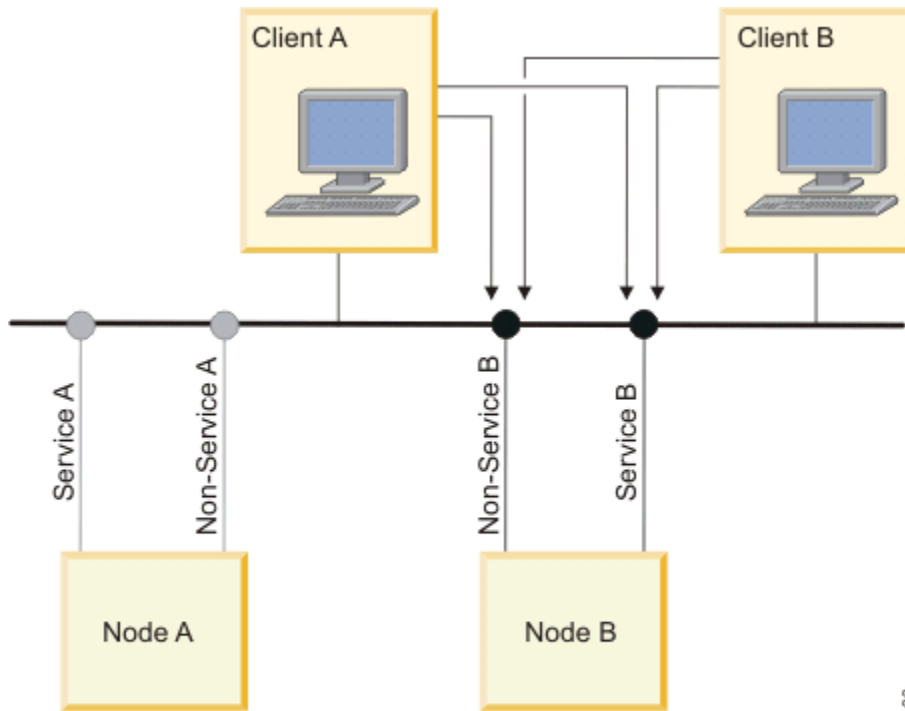 Client A
Client B
Service A
Non-Service A
Non-Service B
Service B
Node A
Node B